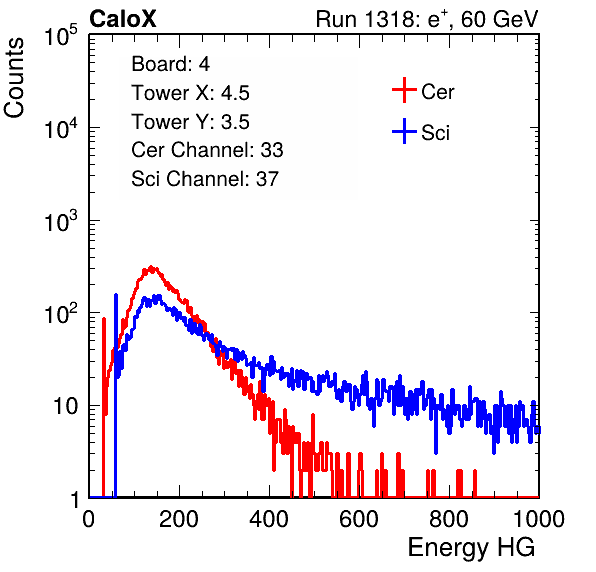 CaloX Run 1318: e⁺, 60 GeV
Counts
Board: 4
Tower X: 4.5
Tower Y: 3.5
Cer Channel: 33
Sci Channel: 37
Cer
Sci
10⁵
10⁴
10³
10²
10
1
0 200 400 600 800 1000
Energy HG